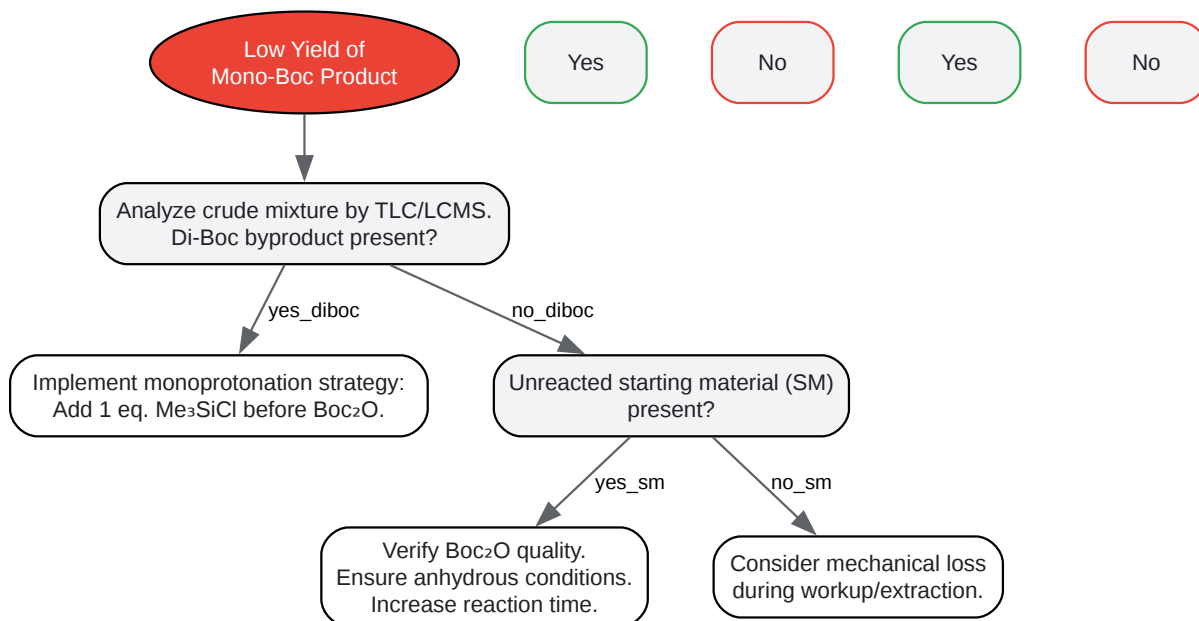 Low Yield of
Mono-Boc Product
Yes
No
Yes
No
Analyze crude mixture by TLC/LCMS.
Di-Boc byproduct present?
yes_diboc
no_diboc
Implement monoprotonation strategy:
Add 1 eq. Me₃SiCl before Boc₂O.
Unreacted starting material (SM)
present?
yes_sm
no_sm
Verify Boc₂O quality.
Ensure anhydrous conditions.
Increase reaction time.
Consider mechanical loss
during workup/extraction.